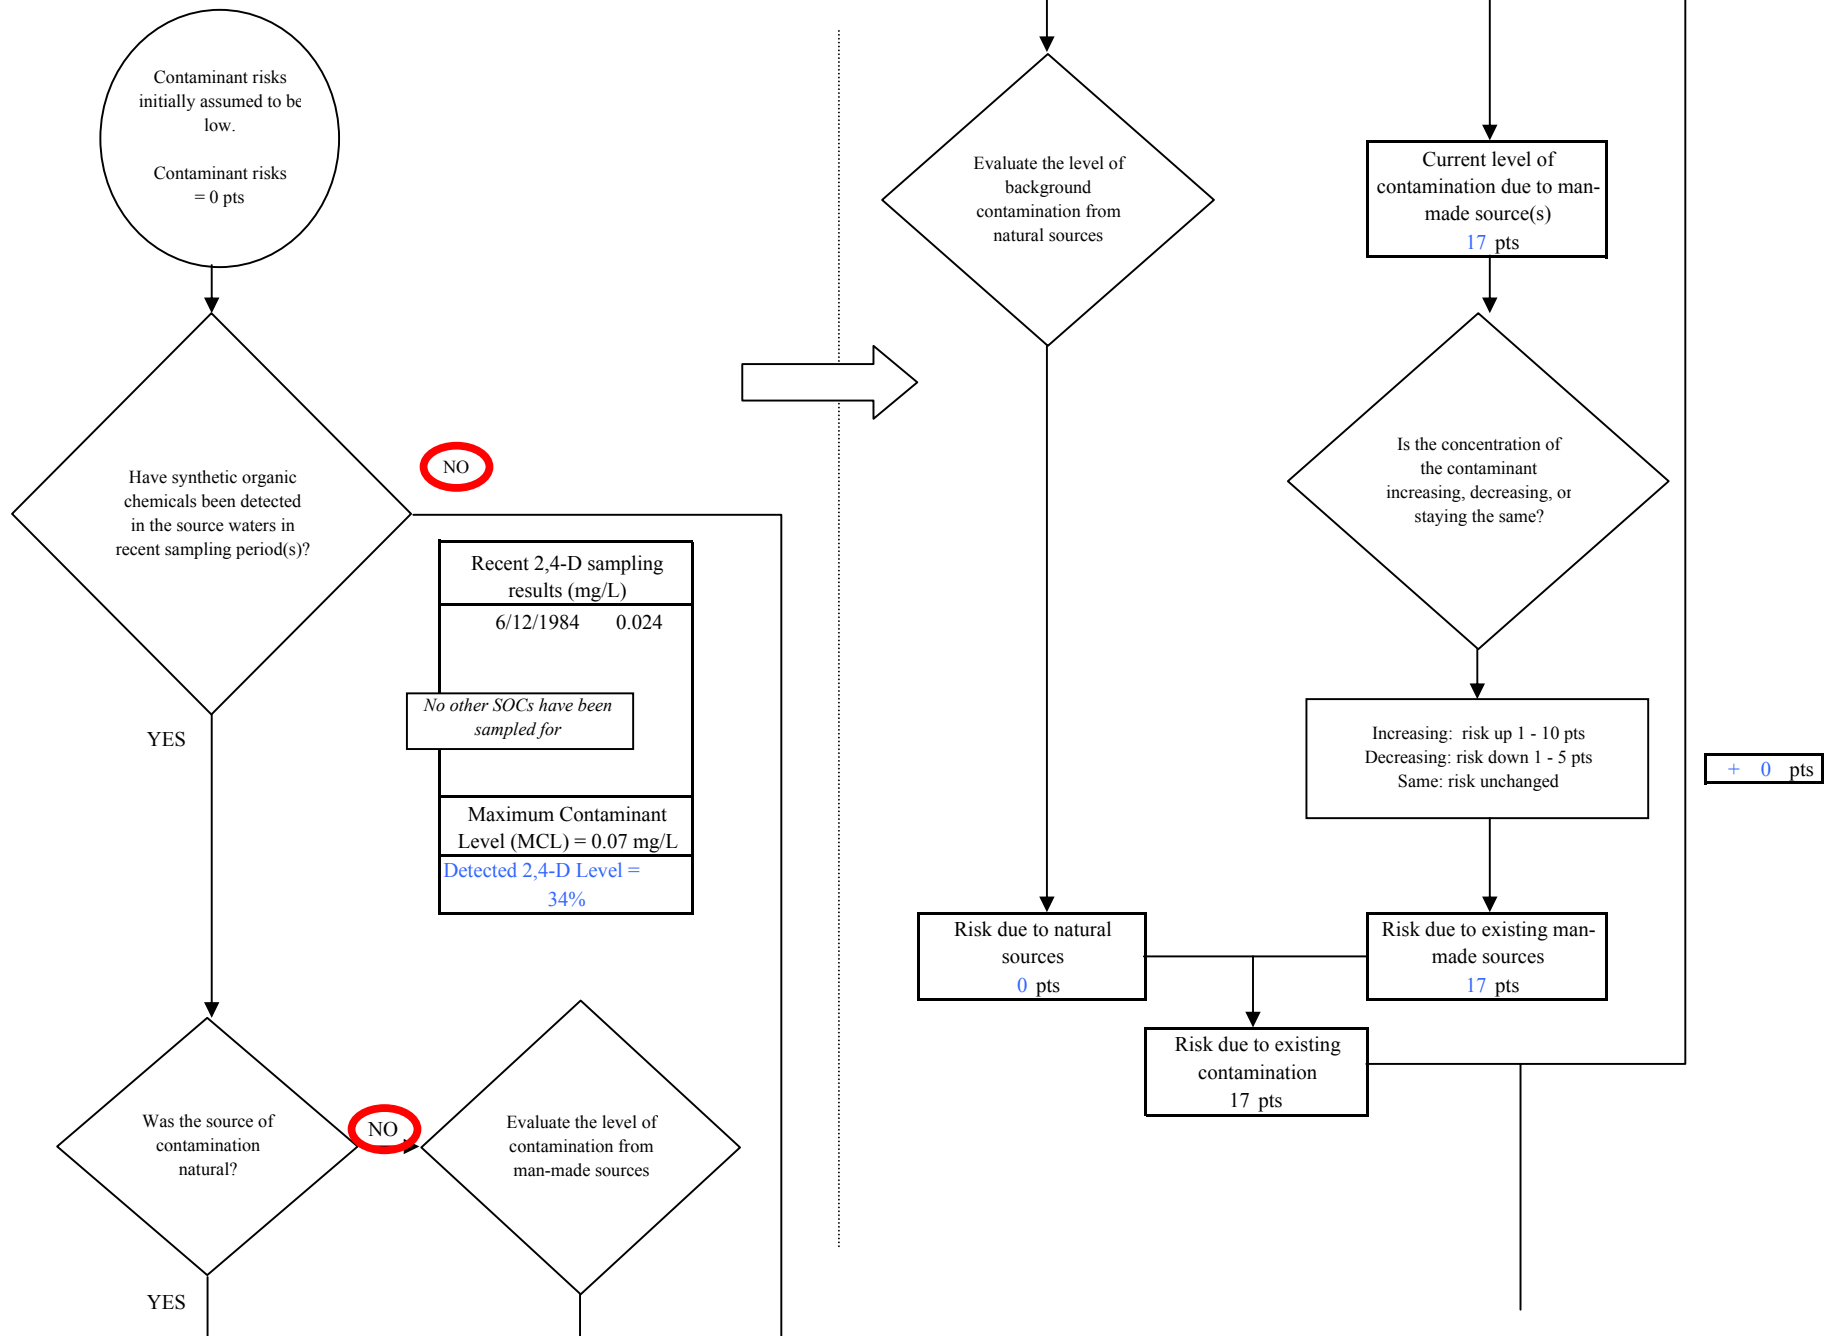 Contaminant risks
initially assumed to be
low.
Contaminant risks
= 0 pts
Have synthetic organic
chemicals been detected
in the source waters in
recent sampling period(s)?
NO
YES
Recent 2,4-D sampling
results (mg/L)
6/12/1984 0.024
No other SOCs have been
sampled for
Maximum Contaminant
Level (MCL) = 0.07 mg/L
Detected 2,4-D Level =
34%
Was the source of
contamination
natural?
NO
YES
Evaluate the level of
contamination from
man-made sources
Evaluate the level of
background
contamination from
natural sources
Current level of
contamination due to man-
made source(s)
17 pts
Is the concentration of
the contaminant
increasing, decreasing, or
staying the same?
Increasing: risk up 1 - 10 pts
Decreasing: risk down 1 - 5 pts
Same: risk unchanged
+ 0 pts
Risk due to natural
sources
0 pts
Risk due to existing man-
made sources
17 pts
Risk due to existing
contamination
17 pts